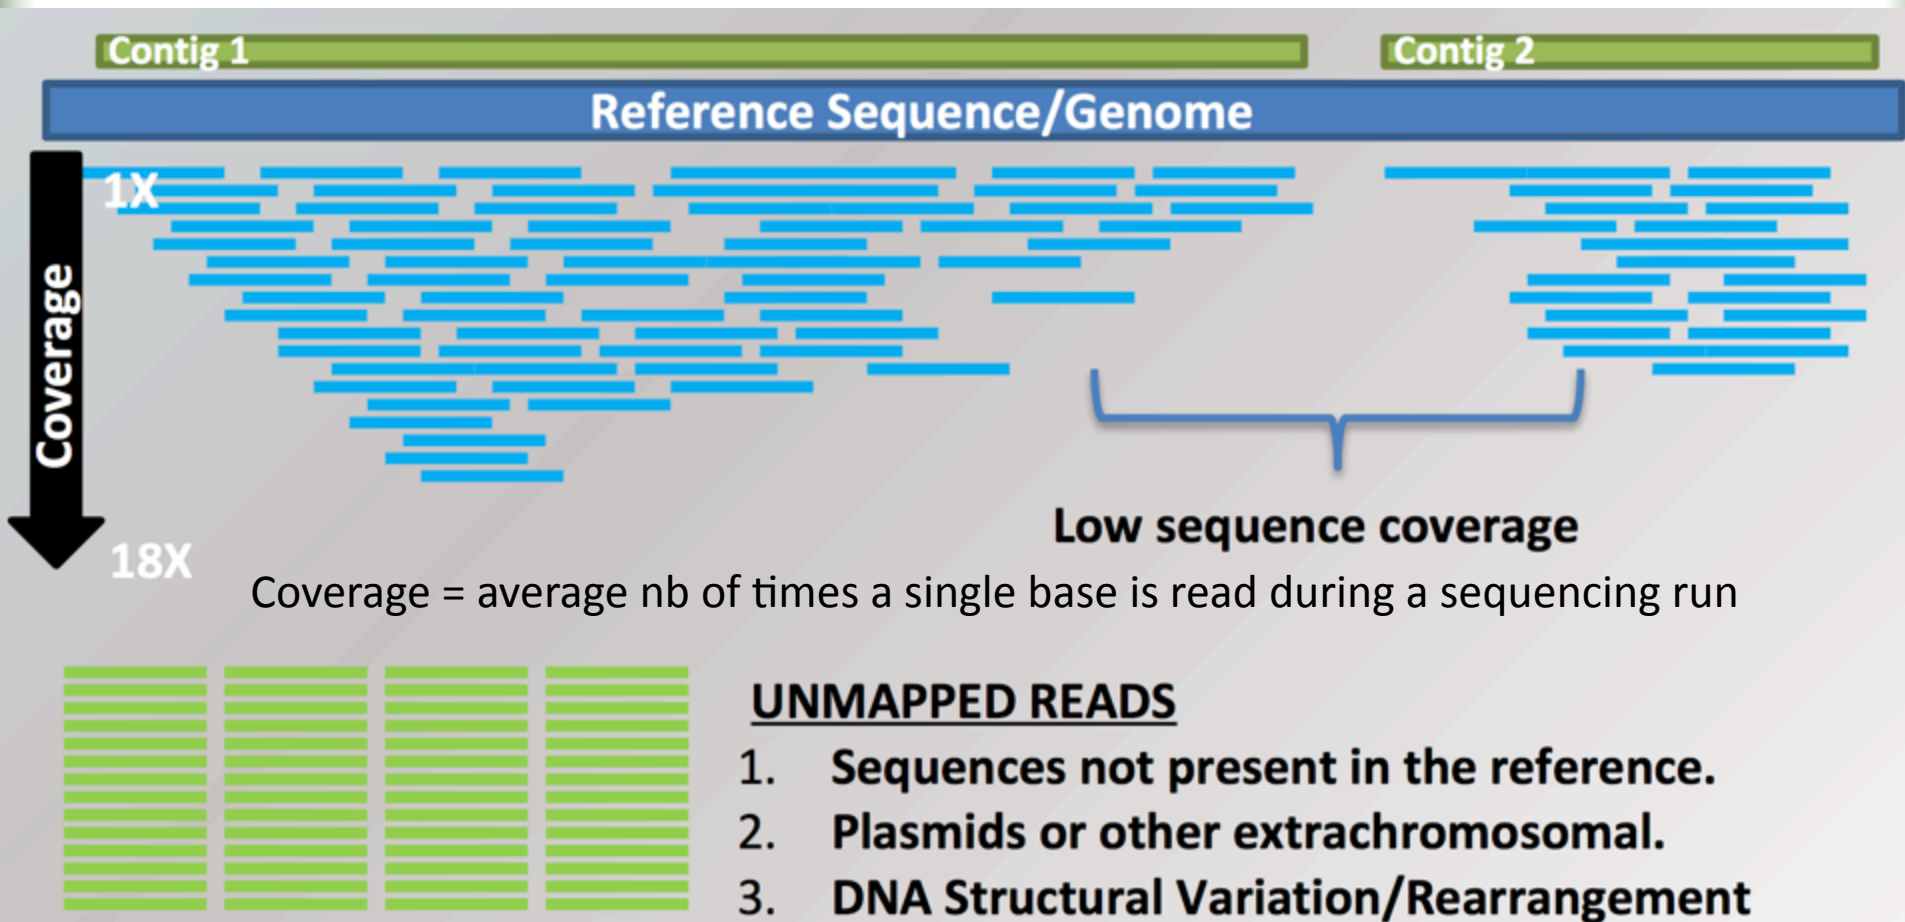 Contig 1
Contig 2
Reference Sequence/Genome
1X
Coverage
18X
Low sequence coverage
Coverage = average nb of times a single base is read during a sequencing run
UNMAPPED READS
1. Sequences not present in the reference.
2. Plasmids or other extrachromosomal.
3. DNA Structural Variation/Rearrangement